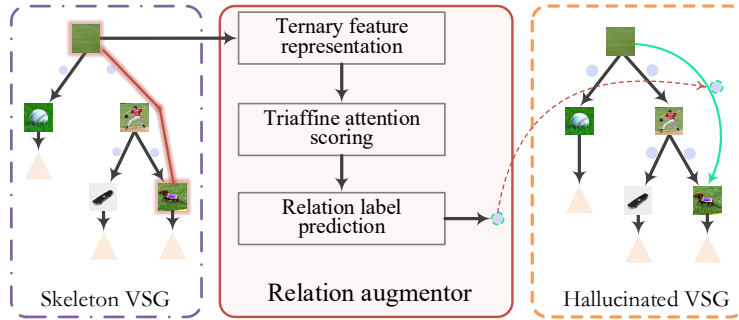 Ternary feature
representation
Triaffine attention
scoring
Relation label
prediction
Skeleton VSG
Relation augmentor
Hallucinated VSG